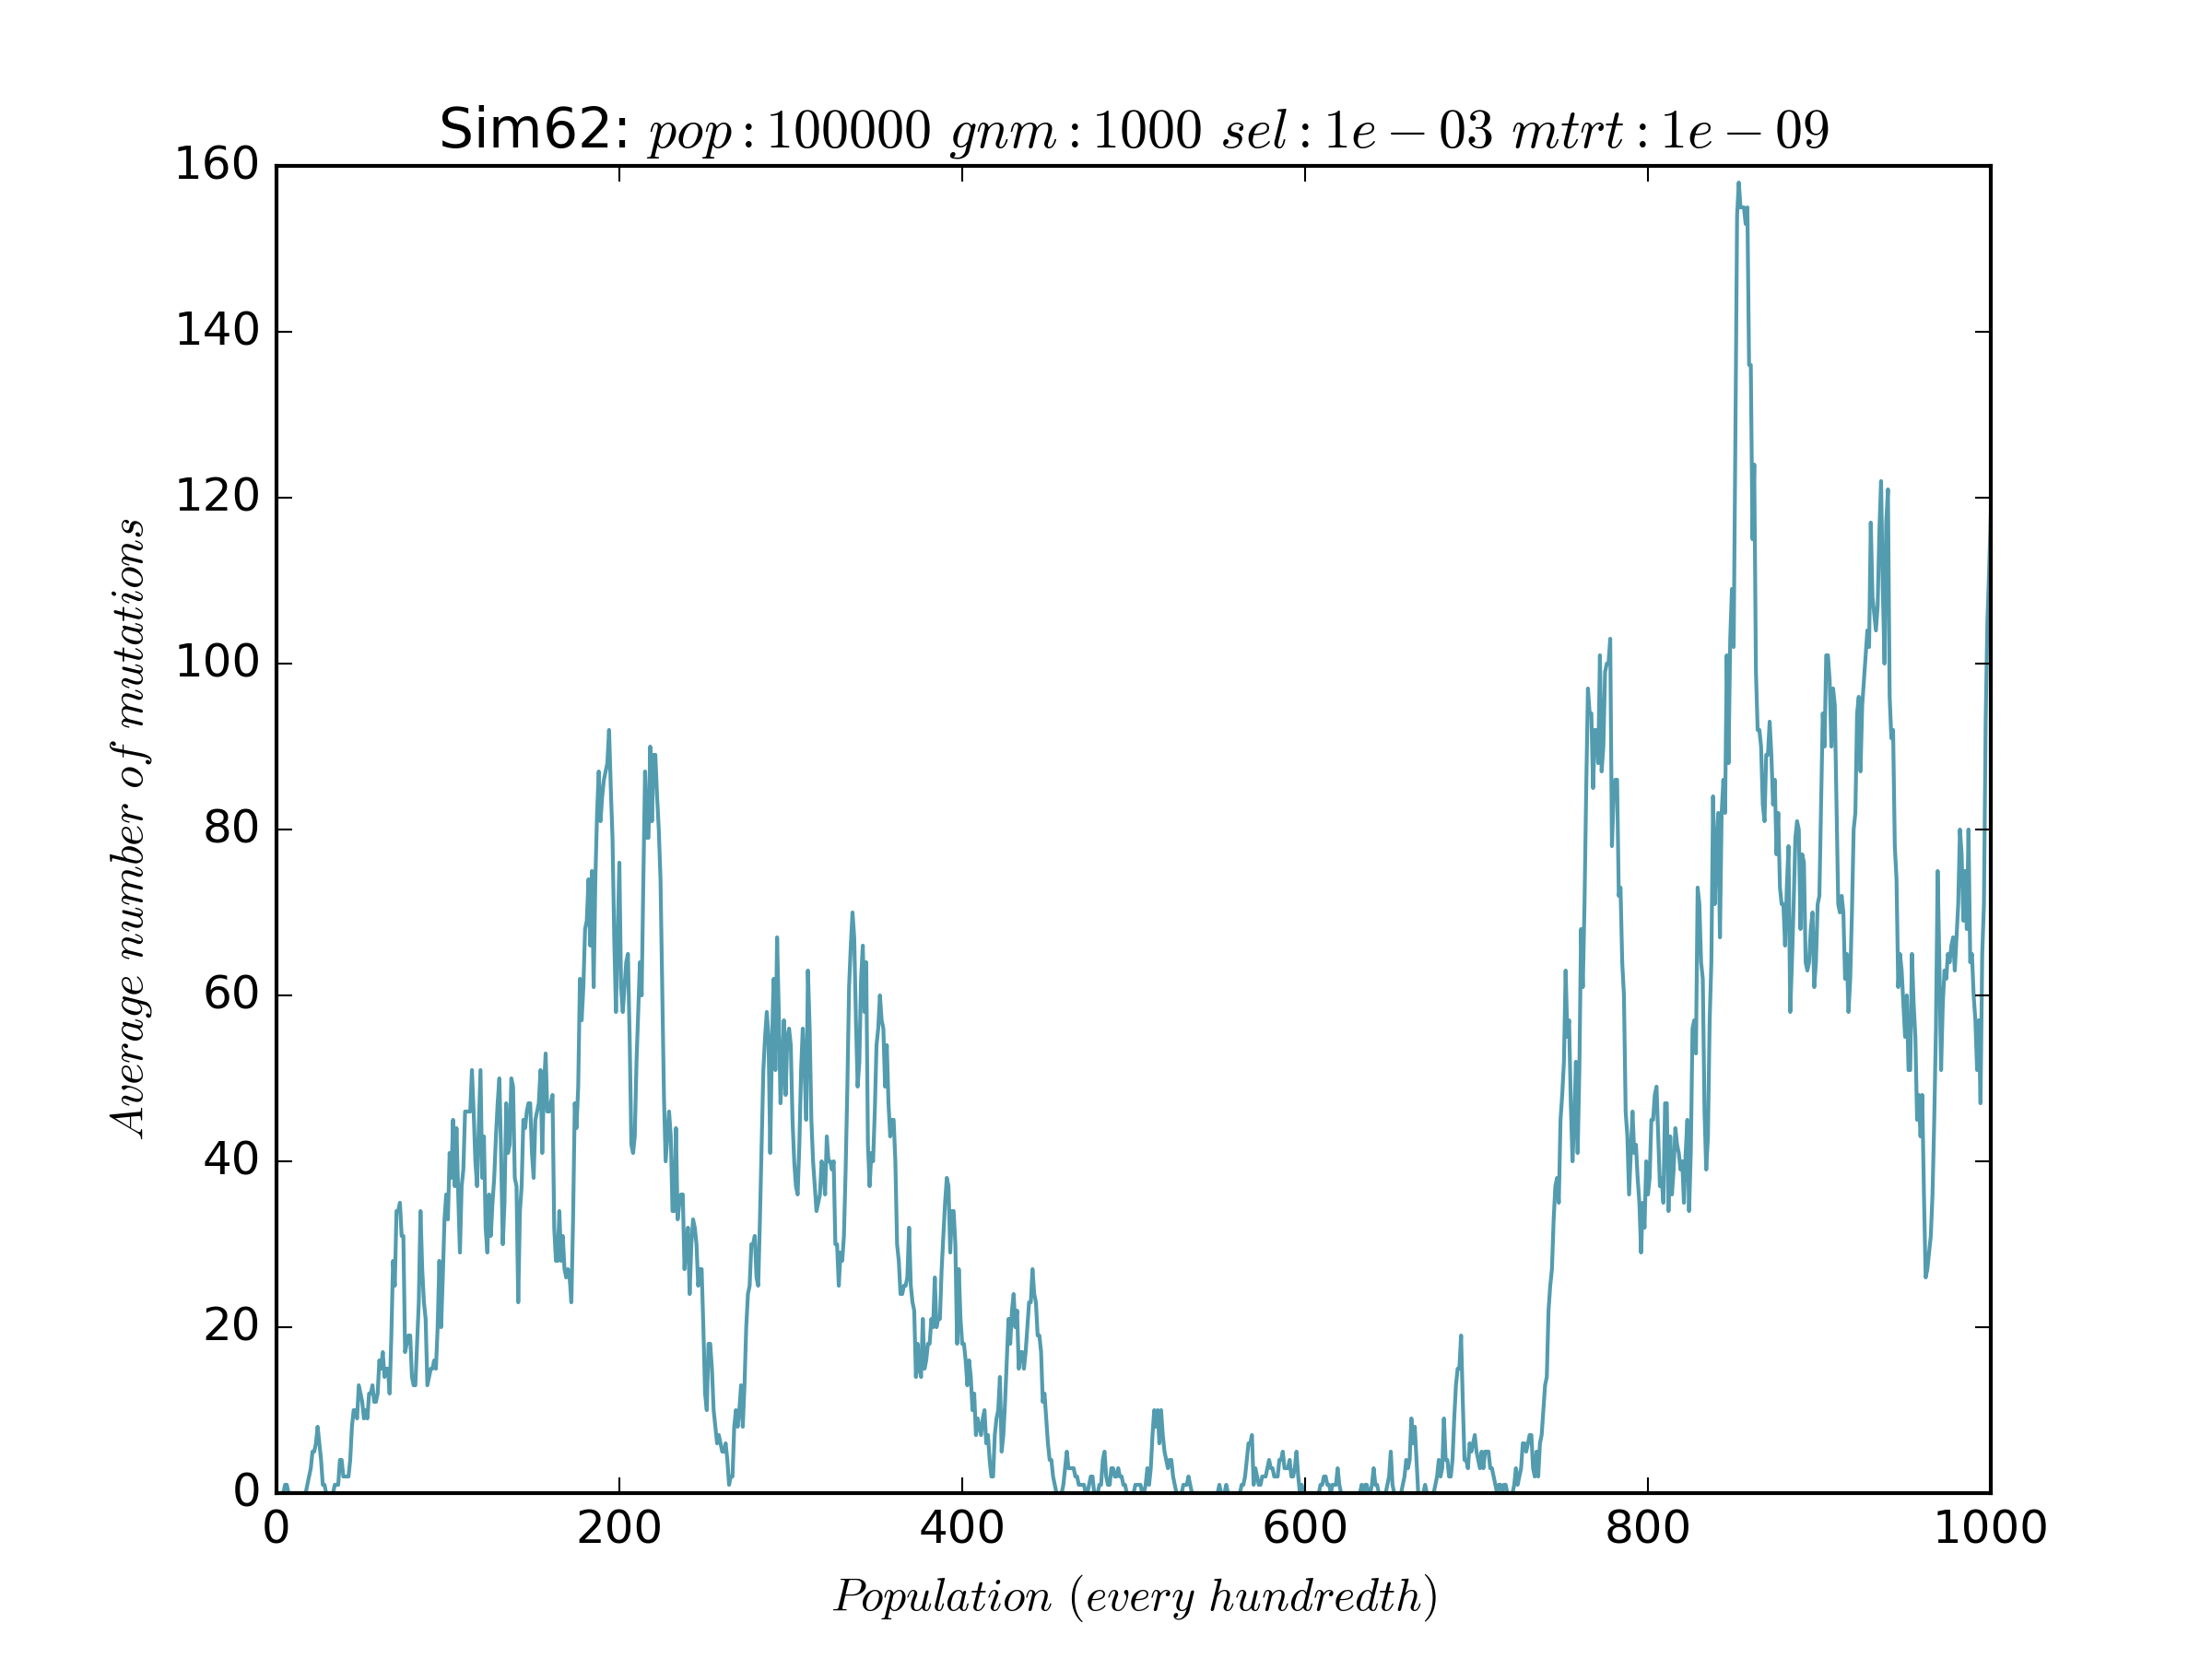 Sim62: pop : 100000 gnm : 1000 sel : 1e − 03 mtrt : 1e − 09
160
140
120
100
80
60
40
20
0
Average number of mutations
0 200 400 600 800 1000
Population (every hundredth)